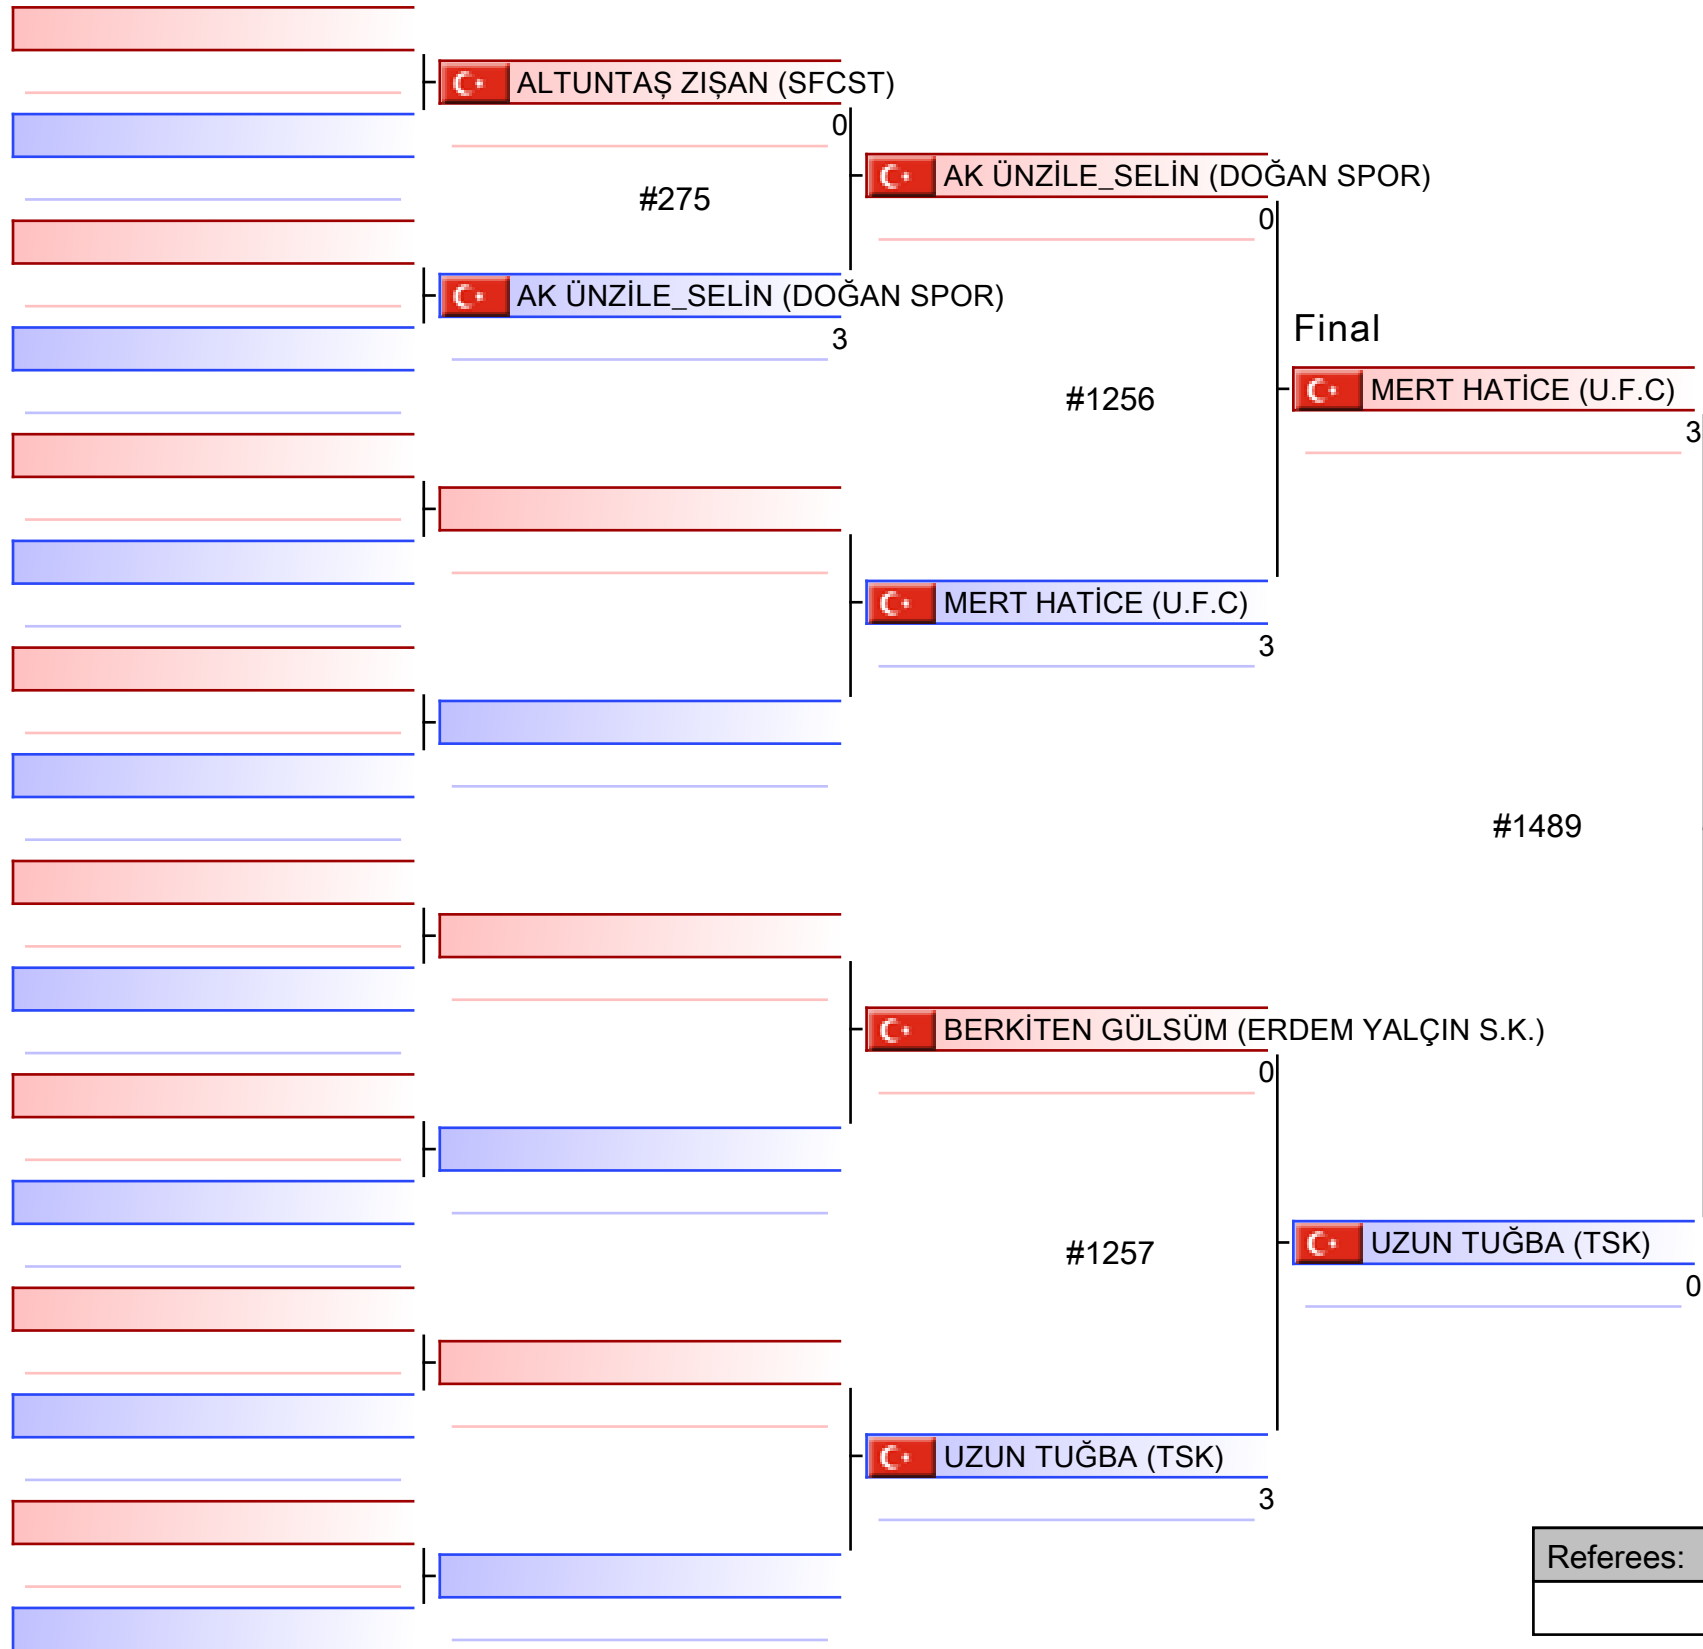 ALTUNTAŞ ZIŞAN (SFCST)
0
#275
AK ÜNZİLE_SELİN (DOĞAN SPOR)
3
AK ÜNZİLE_SELİN (DOĞAN SPOR)
0
#1256
MERT HATİCE (U.F.C)
3
Final
MERT HATİCE (U.F.C)
3
#1489
BERKİTEN GÜLSÜM (ERDEM YALÇIN S.K.)
0
#1257
UZUN TUĞBA (TSK)
3
UZUN TUĞBA (TSK)
0
Referees: